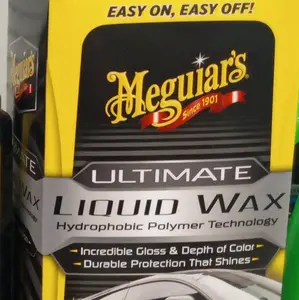 EASY ON, EASY OFF!
Meguiar's
Since 1901
ULTIMATE
LIQUID WAX
Hydrophobic Polymer Technology
Incredible Gloss & Depth of Color
Durable Protection That Shines